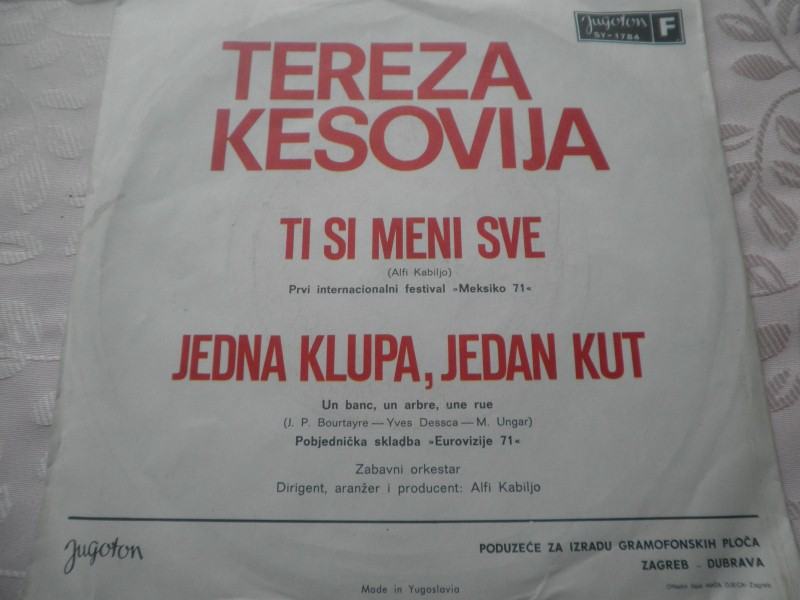 Jugoton
SY-1784
F
TEREZA
KESOVIJA
TI SI MENI SVE
(Alfi Kabiljo)
Prvi internacionalni festival »Meksiko 71«
JEDNA KLUPA, JEDAN KUT
Un banc, un arbre, une rue
(J. P. Bourtayre — Yves Dessca — M. Ungar)
Pobjednička skladba »Eurovizije 71«
Zabavni orkestar
Dirigent, aranžer i producent: Alfi Kabiljo
Jugoton
PODUZEĆE ZA IZRADU GRAMOFONSKIH PLOČA
ZAGREB - DUBRAVA
Made in Yugoslavia
Zagreb